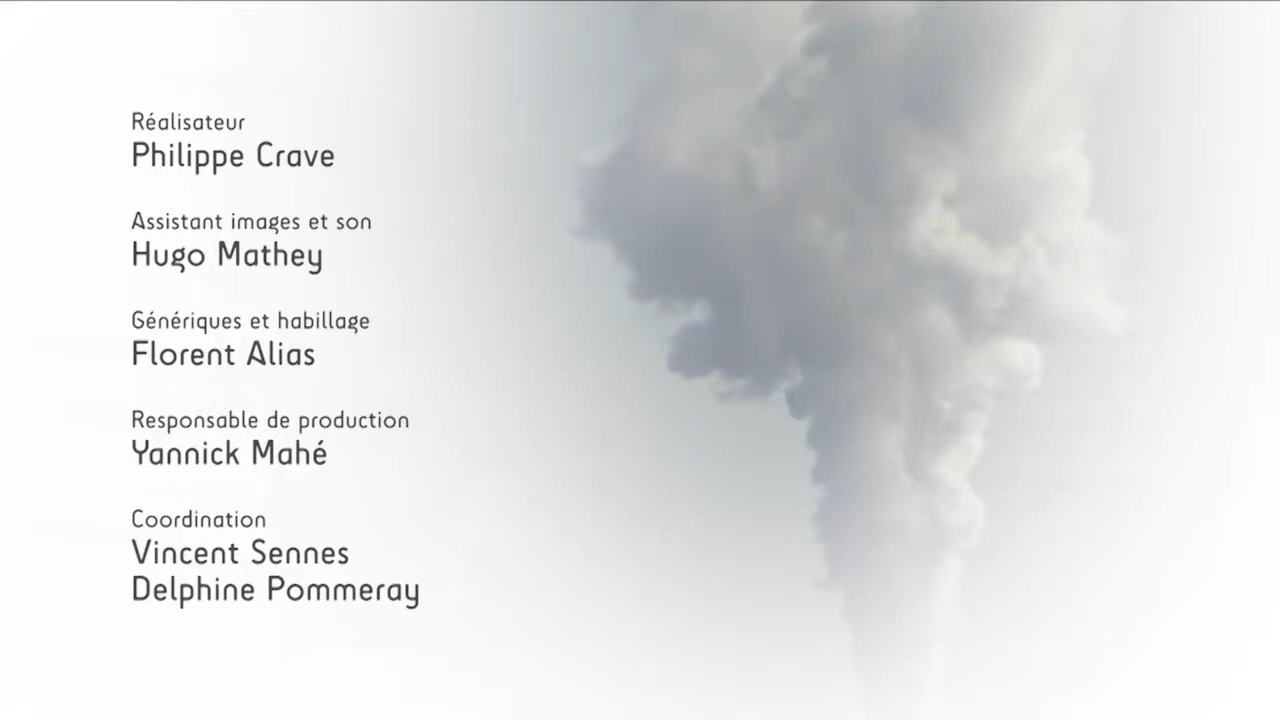 Réalisateur
Philippe Crave
Assistant images et son
Hugo Mathey
Génériques et habillage
Florent Alias
Responsable de production
Yannick Mahé
Coordination
Vincent Sennes
Delphine Pommeray